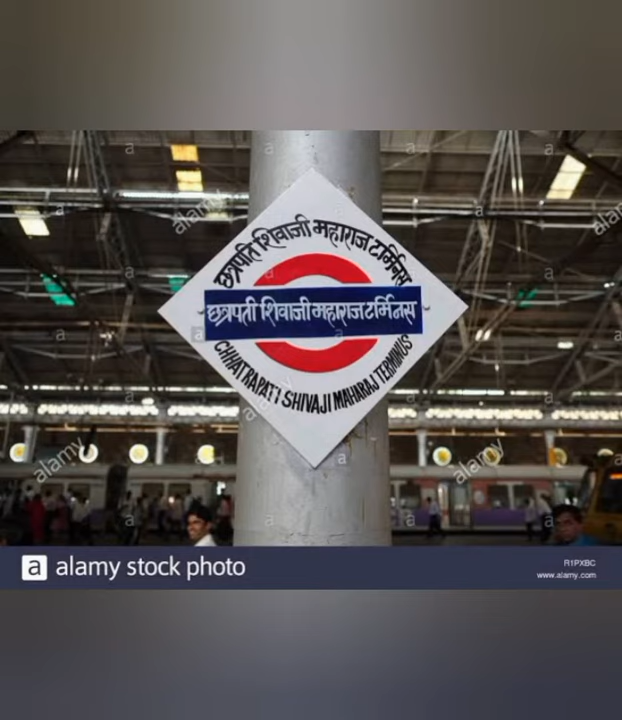 छत्रपति शिवाजी महाराज टर्मिनस
छत्रपती शिवाजी महाराज टर्मिनस
CHHATRAPATI SHIVAJI MAHARAJ TERMINUS
a alamy stock photo
R1PXBC
www.alamy.com